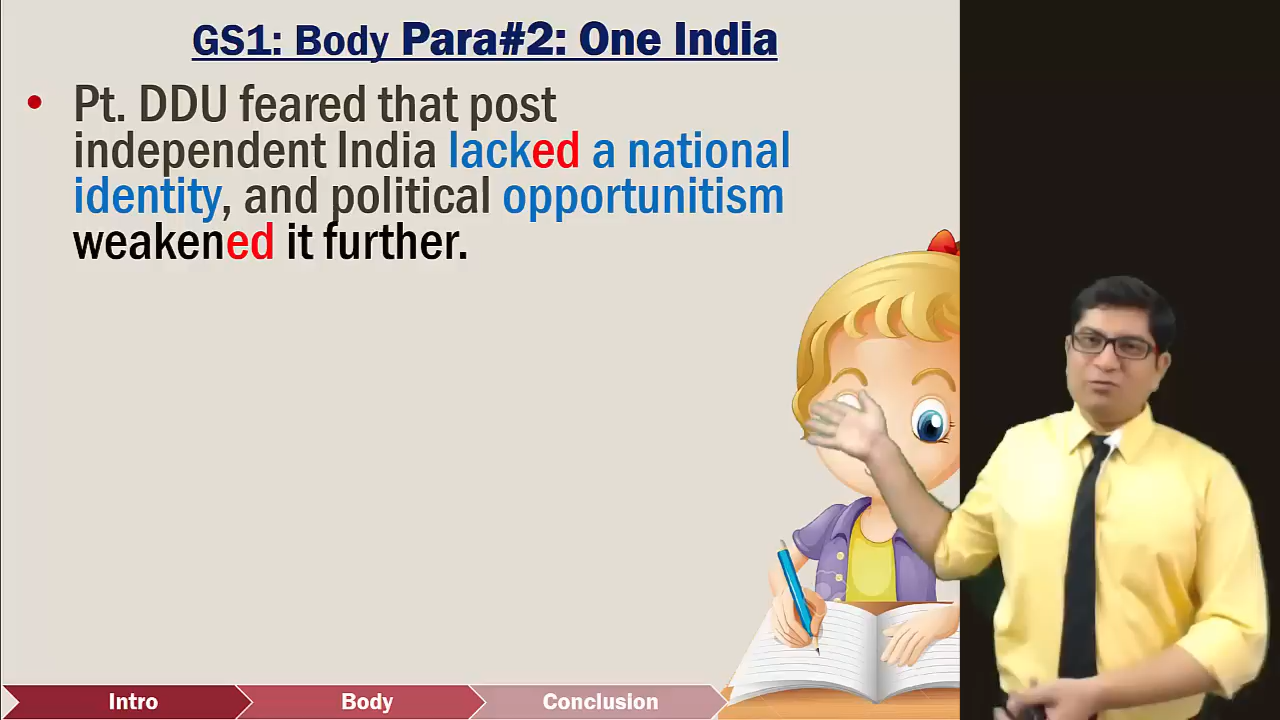 GS1: Body Para#2: One India
• Pt. DDU feared that post
independent India lacked a national
identity, and political opportunitism
weakened it further.
Intro
Body
Conclusion